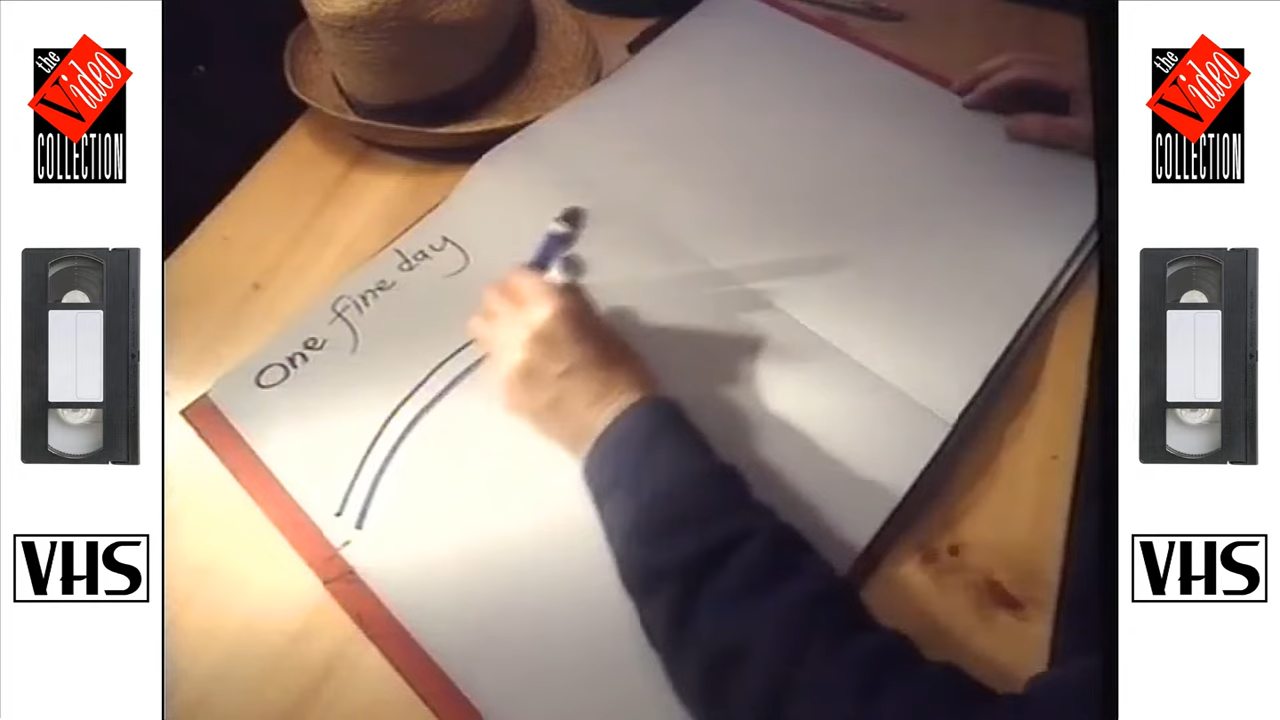 the
Video
COLLECTION
VHS
One fine day
the
Video
COLLECTION
VHS